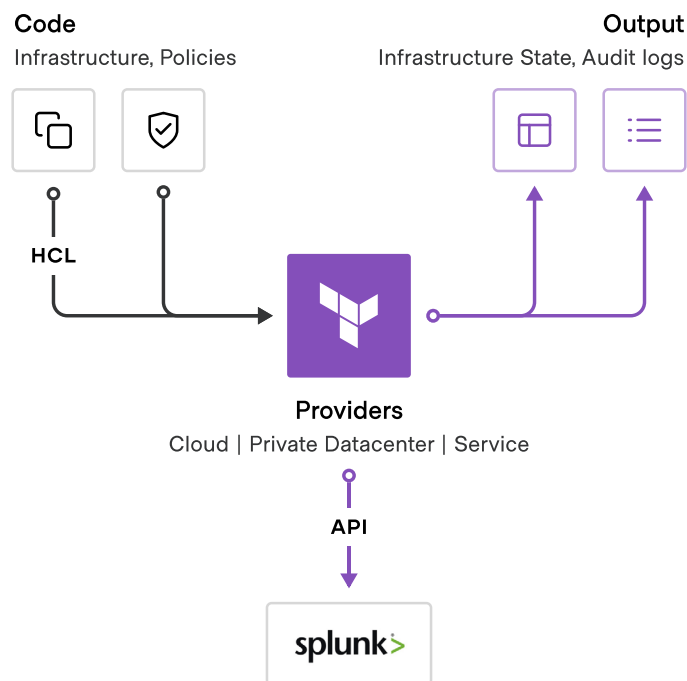 Code
Infrastructure, Policies
Output
Infrastructure State, Audit logs
HCL
Providers
Cloud | Private Datacenter | Service
API
splunk>